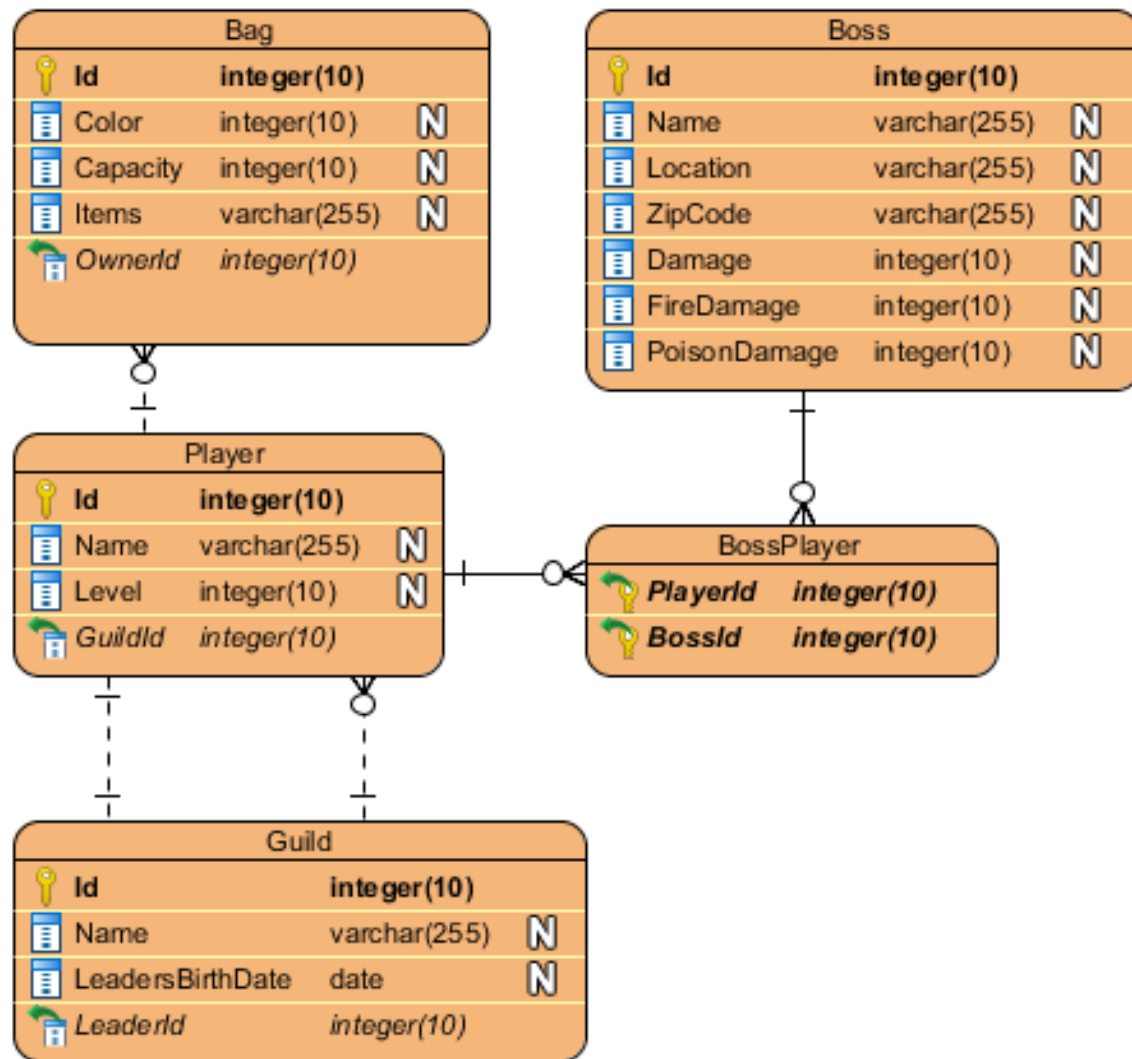 Bag
Id integer(10)
Color integer(10) N
Capacity integer(10) N
Items varchar(255) N
OwnerId integer(10)
Boss
Id integer(10)
Name varchar(255) N
Location varchar(255) N
ZipCode varchar(255) N
Damage integer(10) N
FireDamage integer(10) N
PoisonDamage integer(10) N
Player
Id integer(10)
Name varchar(255) N
Level integer(10) N
GuildId integer(10)
BossPlayer
PlayerId integer(10)
BossId integer(10)
Guild
Id integer(10)
Name varchar(255) N
LeadersBirthDate date N
LeaderId integer(10)